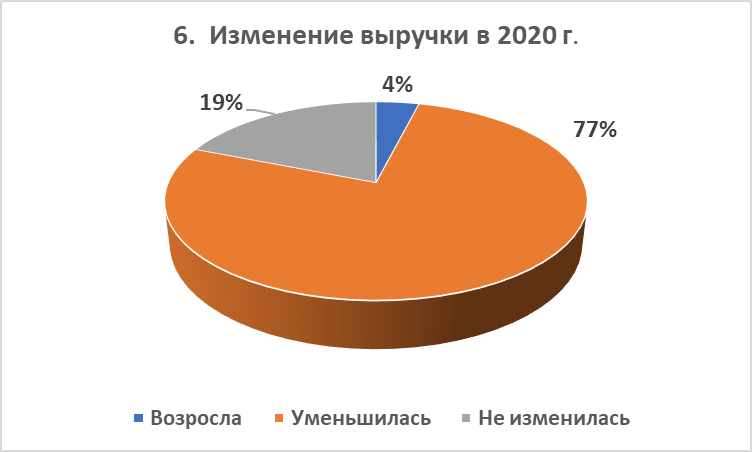 6. Изменение выручки в 2020 г.
4%
19%
77%
Возросла
Уменьшилась
Не изменилась